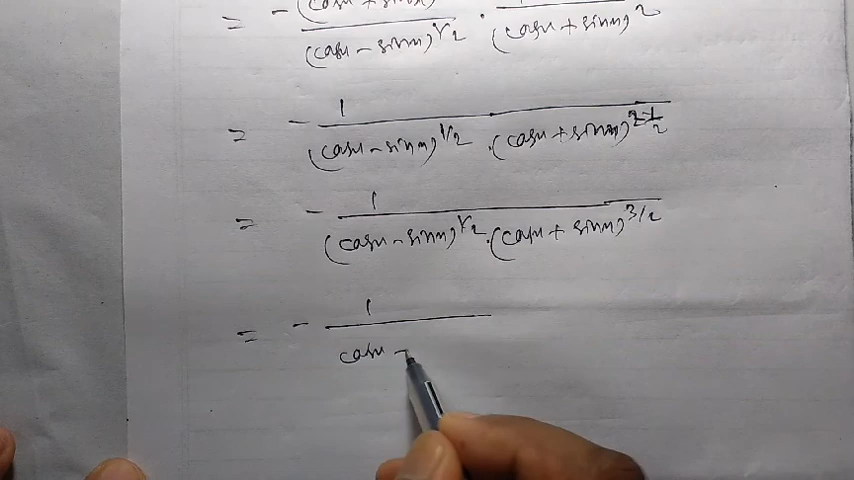 = - (cosx + sinx) / (cosx - sinx)^1/2 . 1 / (cosx + sinx)^2
= - 1 / (cosx - sinx)^1/2 . (cosx + sinx)^2-1/2
= - 1 / (cosx - sinx)^1/2 . (cosx + sinx)^3/2
= - 1 / cosx -